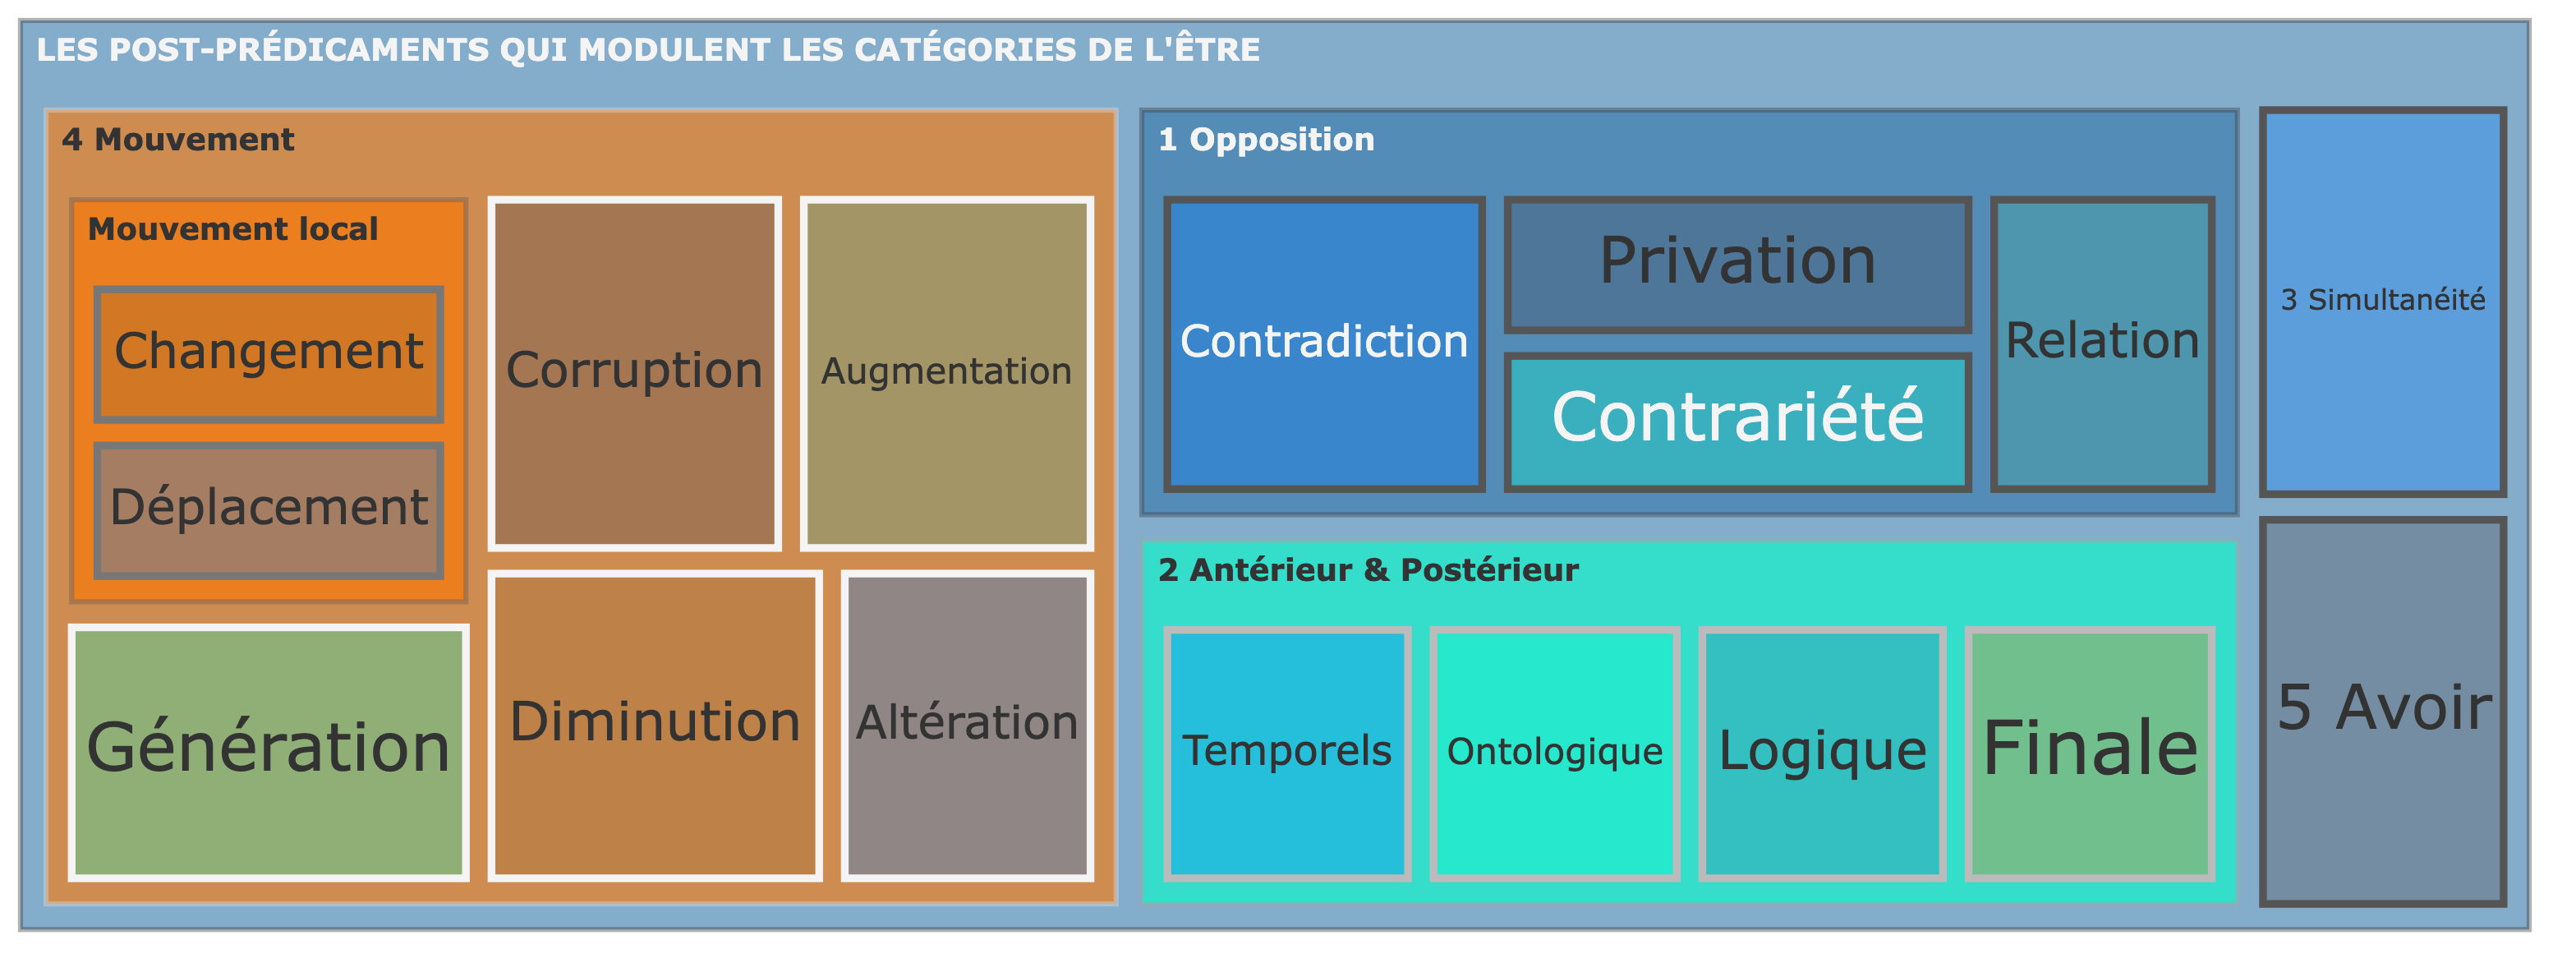 LES POST-PRÉDICAMENTS QUI MODULENT LES CATÉGORIES DE L'ÊTRE
4 Mouvement
Mouvement local
Changement
Déplacement
Corruption
Augmentation
Génération
Diminution
Altération
1 Opposition
Contradiction
Privation
Contrariété
Relation
2 Antérieur & Postérieur
Temporels
Ontologique
Logique
Finale
3 Simultanéité
5 Avoir